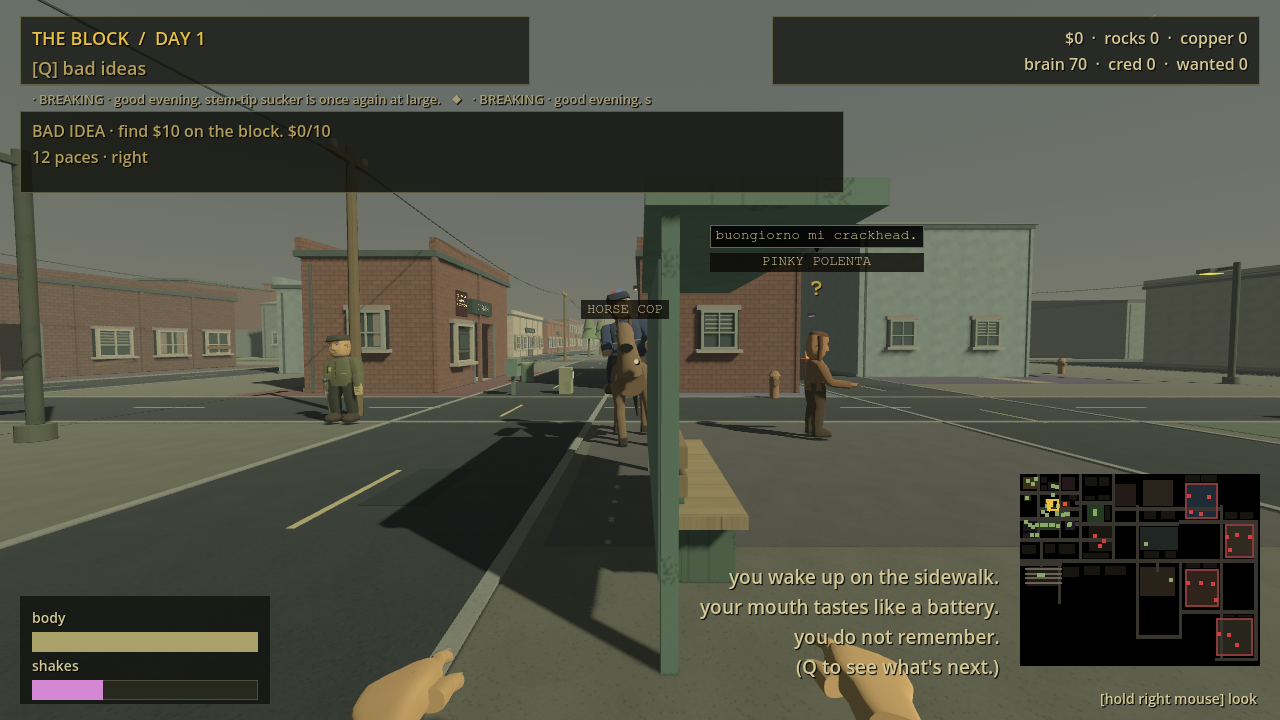 THE BLOCK / DAY 1
[Q] bad ideas
$0 · rocks 0 · copper 0
brain 70 · cred 0 · wanted 0
· BREAKING · good evening. stem-tip sucker is once again at large. ◆ · BREAKING · good evening. s
BAD IDEA · find $10 on the block. $0/10
12 paces · right
buongiorno mi crackhead.
PINKY POLENTA
?
HORSE COP
you wake up on the sidewalk.
your mouth tastes like a battery.
you do not remember.
(Q to see what's next.)
body
shakes
[hold right mouse] look